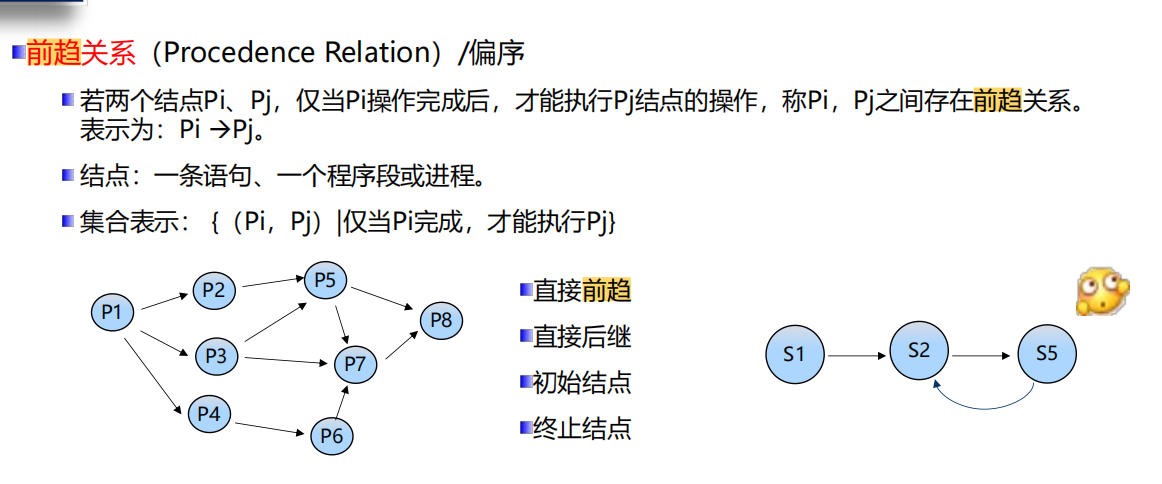 前趋关系（Procedence Relation）/偏序
若两个结点Pi、Pj，仅当Pi操作完成后，才能执行Pj结点的操作，称Pi，Pj之间存在前趋关系。
表示为：Pi →Pj。
结点：一条语句、一个程序段或进程。
集合表示：{（Pi，Pj）|仅当Pi完成，才能执行Pj}
P1
P2
P3
P4
P5
P6
P7
P8
直接前趋
直接后继
初始结点
终止结点
S1
S2
S5